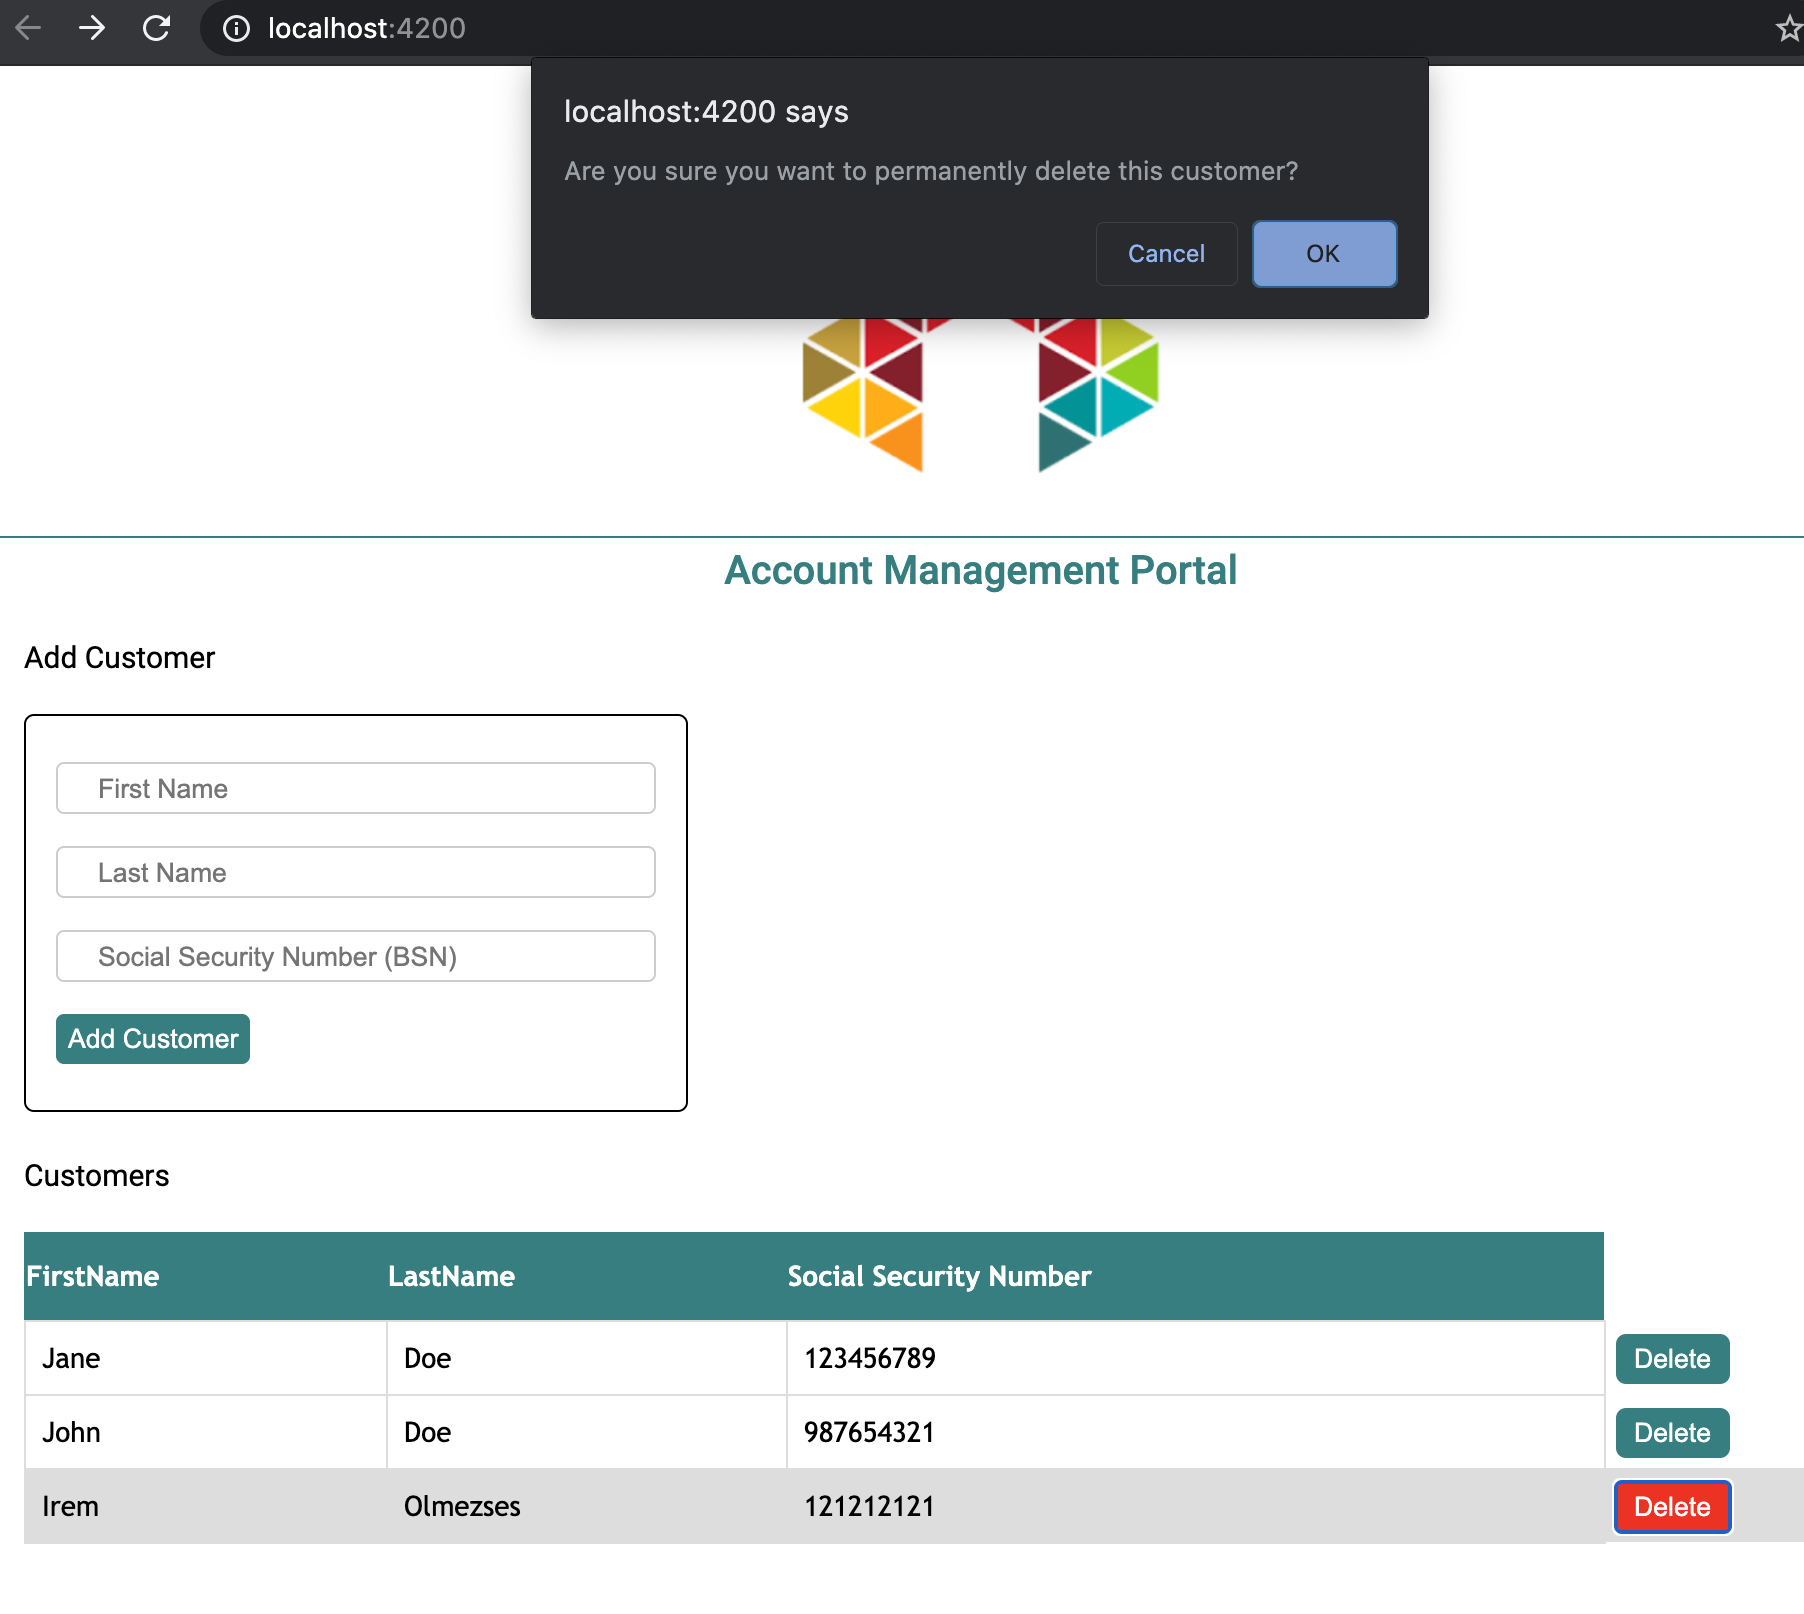 localhost:4200
localhost:4200 says
Are you sure you want to permanently delete this customer?
Cancel OK
Account Management Portal
Add Customer
First Name
Last Name
Social Security Number (BSN)
Add Customer
Customers
FirstName LastName Social Security Number
Jane Doe 123456789 Delete
John Doe 987654321 Delete
Irem Olmezses 121212121 Delete